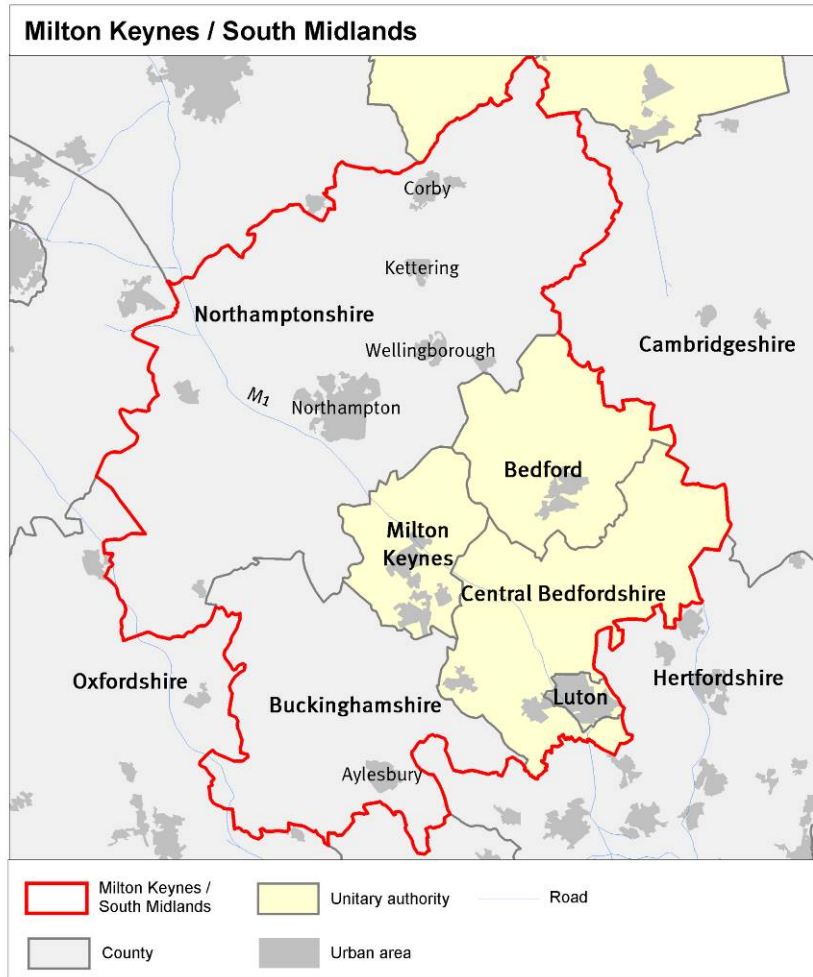 Milton Keynes / South Midlands
Corby
Kettering
Northamptonshire
Wellingborough
Cambridgeshire
M1
Northampton
Bedford
Milton
Keynes
Central Bedfordshire
Oxfordshire
Hertfordshire
Buckinghamshire
Luton
Aylesbury
Milton Keynes /
South Midlands
Unitary authority
Road
County
Urban area